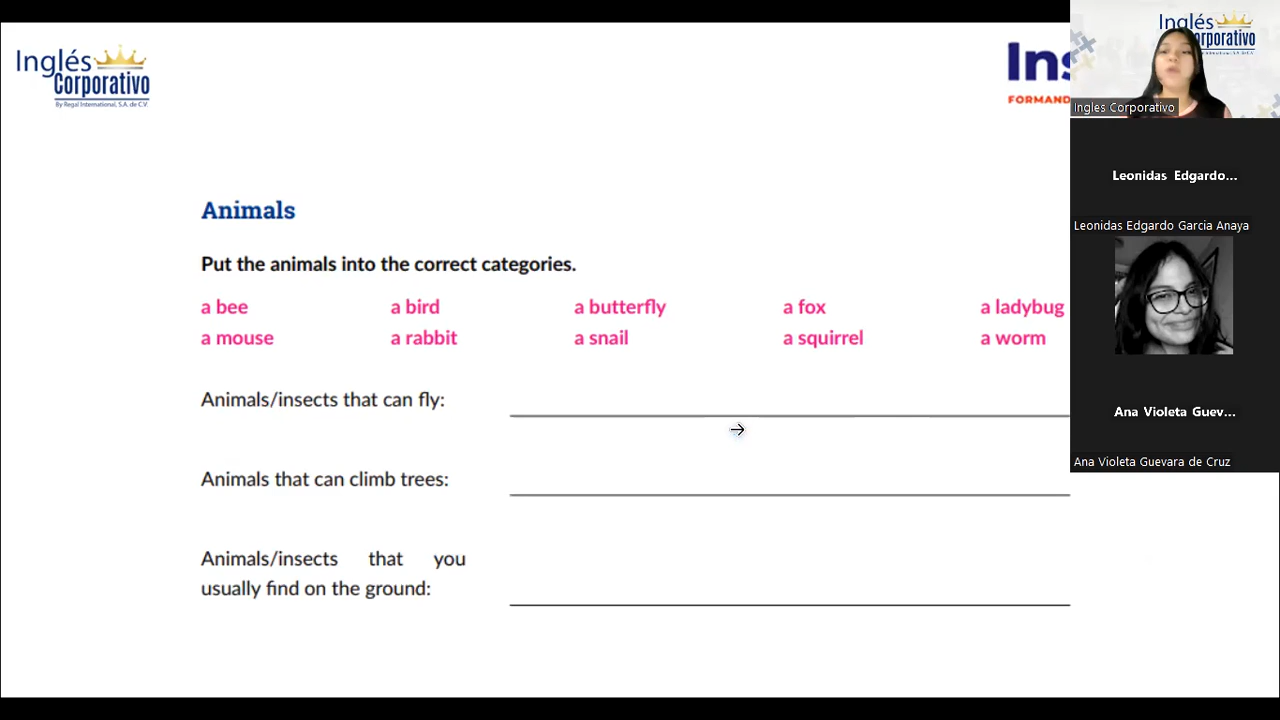 Inglés
Corporativo
By Regal International, S.A. de C.V.
Ins
FORMAND
Inglés
orporativo
Ingles Corporativo
Leonidas Edgardo...
Leonidas Edgardo Garcia Anaya
Ana Violeta Guev...
Ana Violeta Guevara de Cruz
Animals
Put the animals into the correct categories.
a bee a bird a butterfly a fox a ladybug
a mouse a rabbit a snail a squirrel a worm
Animals/insects that can fly:
Animals that can climb trees:
Animals/insects that you
usually find on the ground: